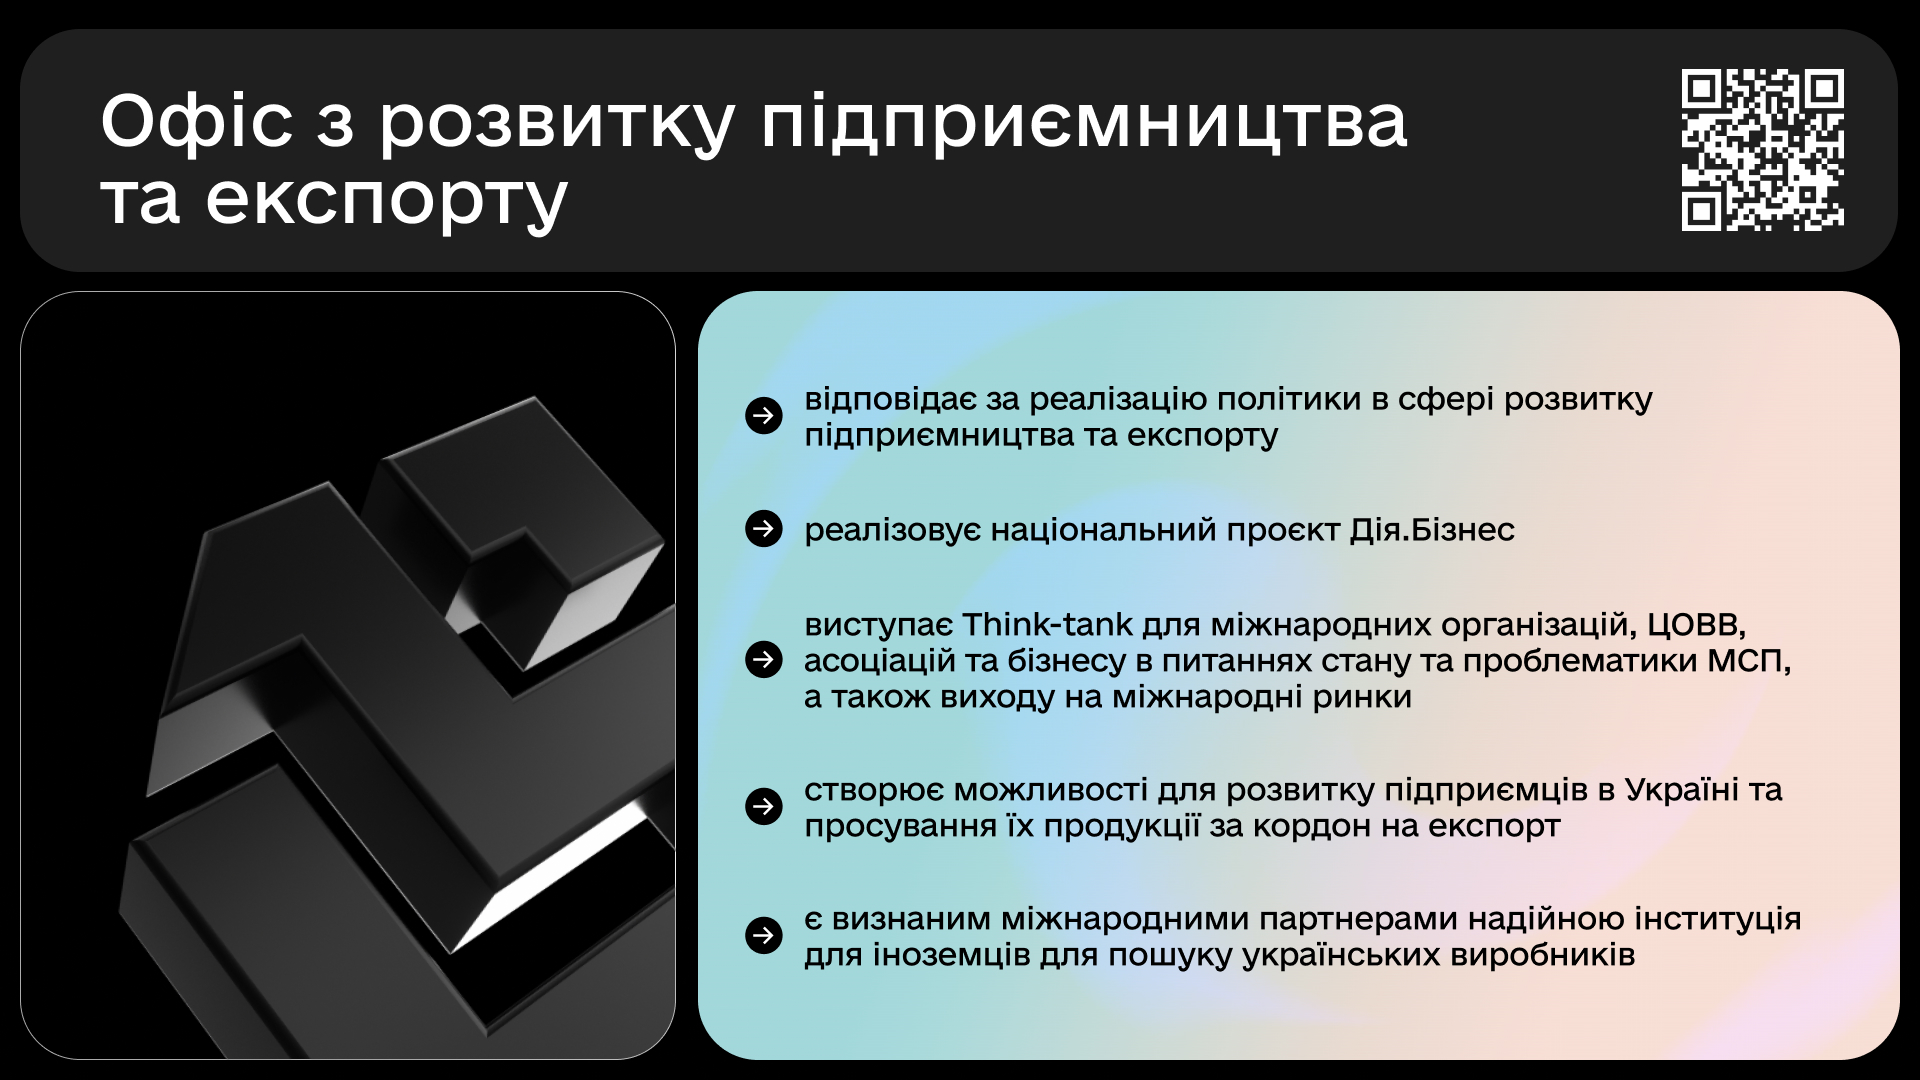 Офіс з розвитку підприємництва
та експорту
відповідає за реалізацію політики в сфері розвитку
підприємництва та експорту
реалізовує національний проєкт Дія.Бізнес
виступає Think-tank для міжнародних організацій, ЦОВВ,
асоціацій та бізнесу в питаннях стану та проблематики МСП,
а також виходу на міжнародні ринки
створює можливості для розвитку підприємців в Україні та
просування їх продукції за кордон на експорт
є визнаним міжнародними партнерами надійною інституція
для іноземців для пошуку українських виробників